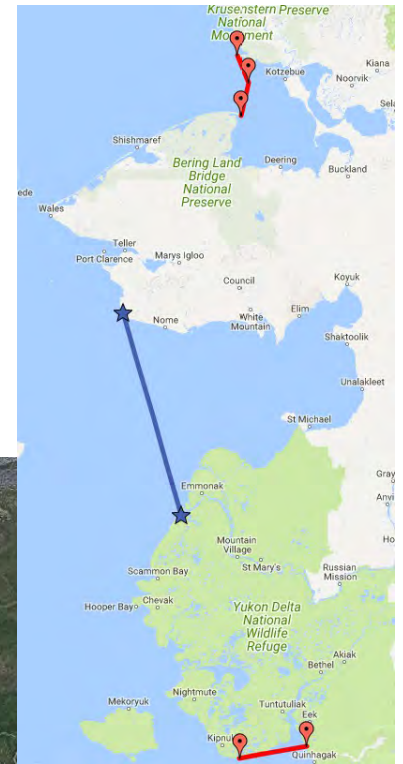 Krusenstern Preserve
National
Monument
Kotzebue
Kiana
Noorvik
Shishmaref
Deering
Buckland
Bering Land
Bridge
National
Preserve
Wales
Teller
Port Clarence
Marys Igloo
Council
Koyuk
White
Mountain
Elim
Nome
Shaktoolik
Unalakleet
St Michael
Emmonak
Mountain
Village
St Mary's
Russian
Mission
Scammon Bay
Hooper Bay
Chevak
Yukon Delta
National
Wildlife
Refuge
Akiak
Bethel
Nightmute
Mekoryuk
Tuntutuliak
Eek
Quinhagak